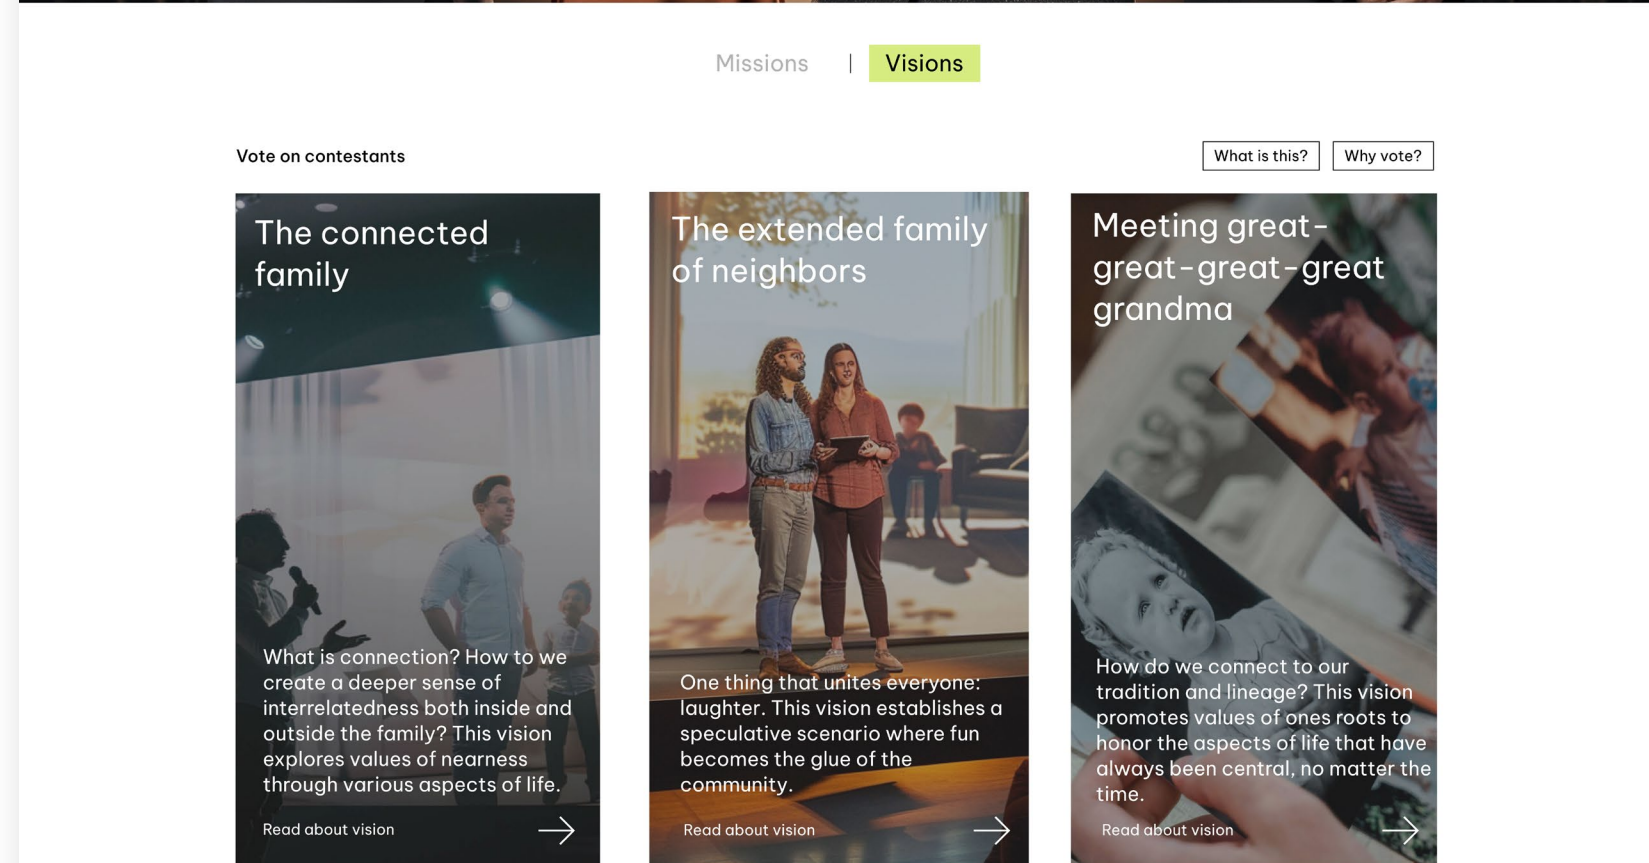 Missions | Visions
Vote on contestants
What is this?
Why vote?
The connected
family
What is connection? How to we
create a deeper sense of
interrelatedness both inside and
outside the family? This vision
explores values of nearness
through various aspects of life.
Read about vision
The extended family
of neighbors
One thing that unites everyone:
laughter. This vision establishes a
speculative scenario where fun
becomes the glue of the
community.
Read about vision
Meeting great-
great-great-great
grandma
How do we connect to our
tradition and lineage? This vision
promotes values of ones roots to
honor the aspects of life that have
always been central, no matter the
time.
Read about vision